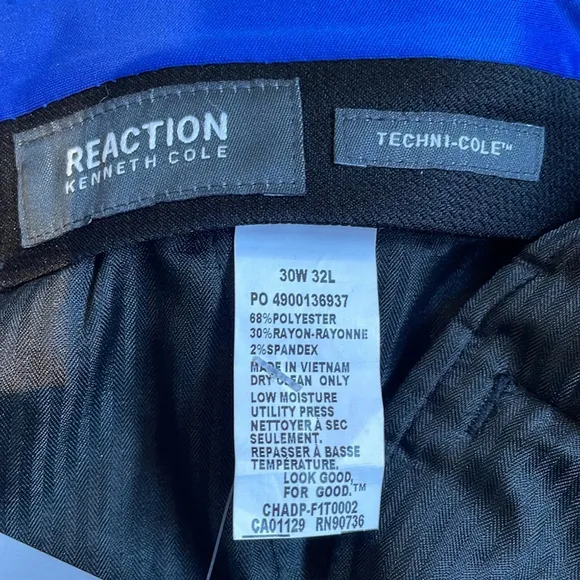 REACTION
KENNETH COLE
TECHNI-COLE™
30W 32L
PO 4900136937
68%POLYESTER
30%RAYON-RAYONNE
2%SPANDEX
MADE IN VIETNAM
DRY CLEAN ONLY
LOW MOISTURE
UTILITY PRESS
NETTOYER À SEC
SEULEMENT.
REPASSER À BASSE
TEMPÉRATURE.
LOOK GOOD,
FOR GOOD.™
CHADP-F1T0002
CA01129 RN90736